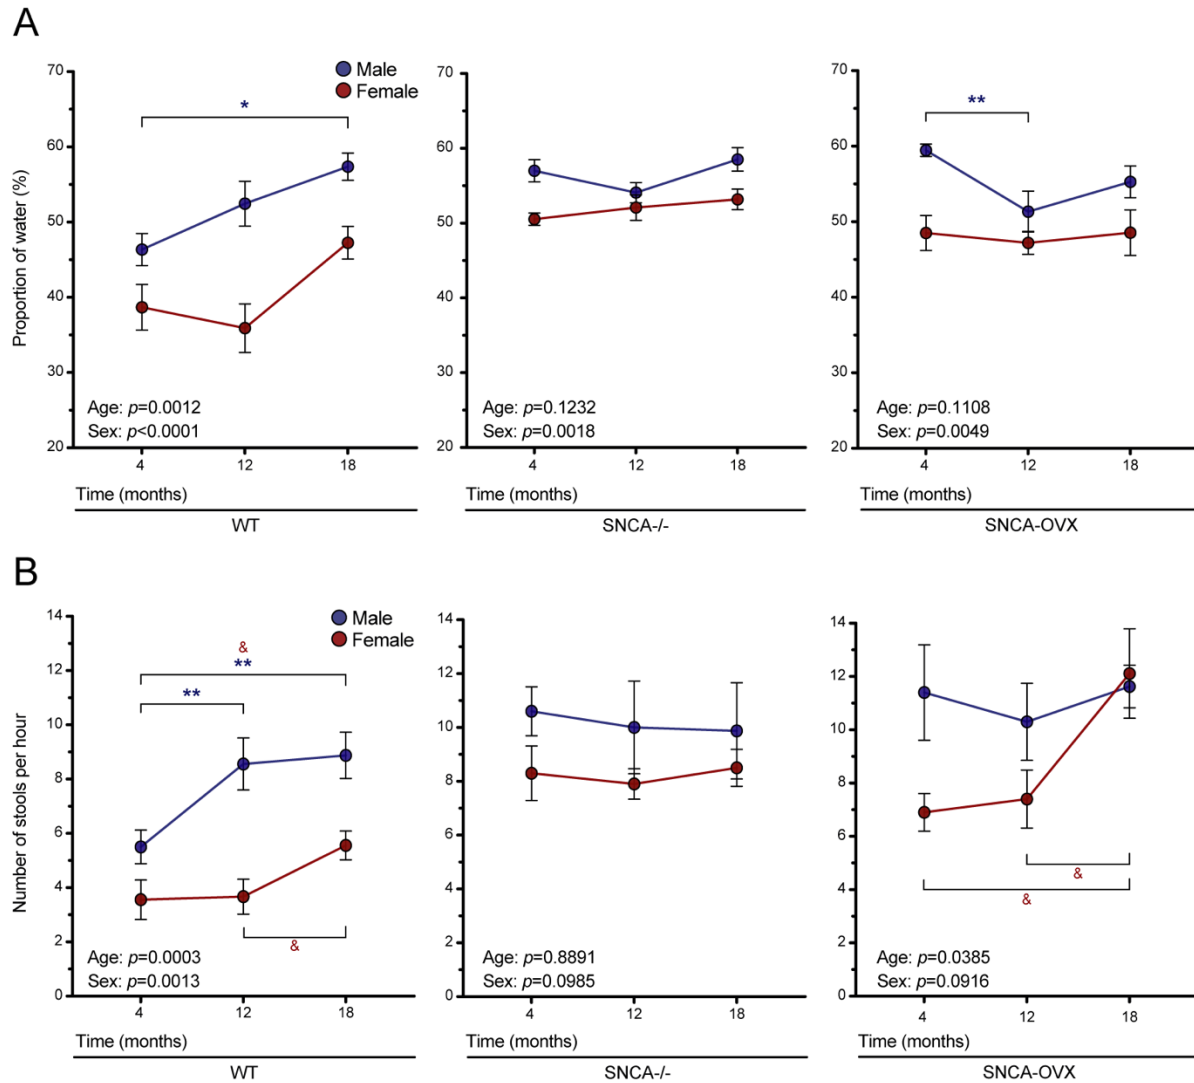 A
Male
Female
Proportion of water (%)
70
60
50
40
30
20
*
Age: p=0.0012
Sex: p<0.0001
4 12 18
Time (months)
WT
70
60
50
40
30
20
Age: p=0.1232
Sex: p=0.0018
4 12 18
Time (months)
SNCA-/-
70
60
50
40
30
20
**
Age: p=0.1108
Sex: p=0.0049
4 12 18
Time (months)
SNCA-OVX
B
Male
Female
Number of stools per hour
14
12
10
8
6
4
2
0
&
**
**
&
Age: p=0.0003
Sex: p=0.0013
4 12 18
Time (months)
WT
14
12
10
8
6
4
2
0
Age: p=0.8891
Sex: p=0.0985
4 12 18
Time (months)
SNCA-/-
14
12
10
8
6
4
2
0
&
&
Age: p=0.0385
Sex: p=0.0916
4 12 18
Time (months)
SNCA-OVX